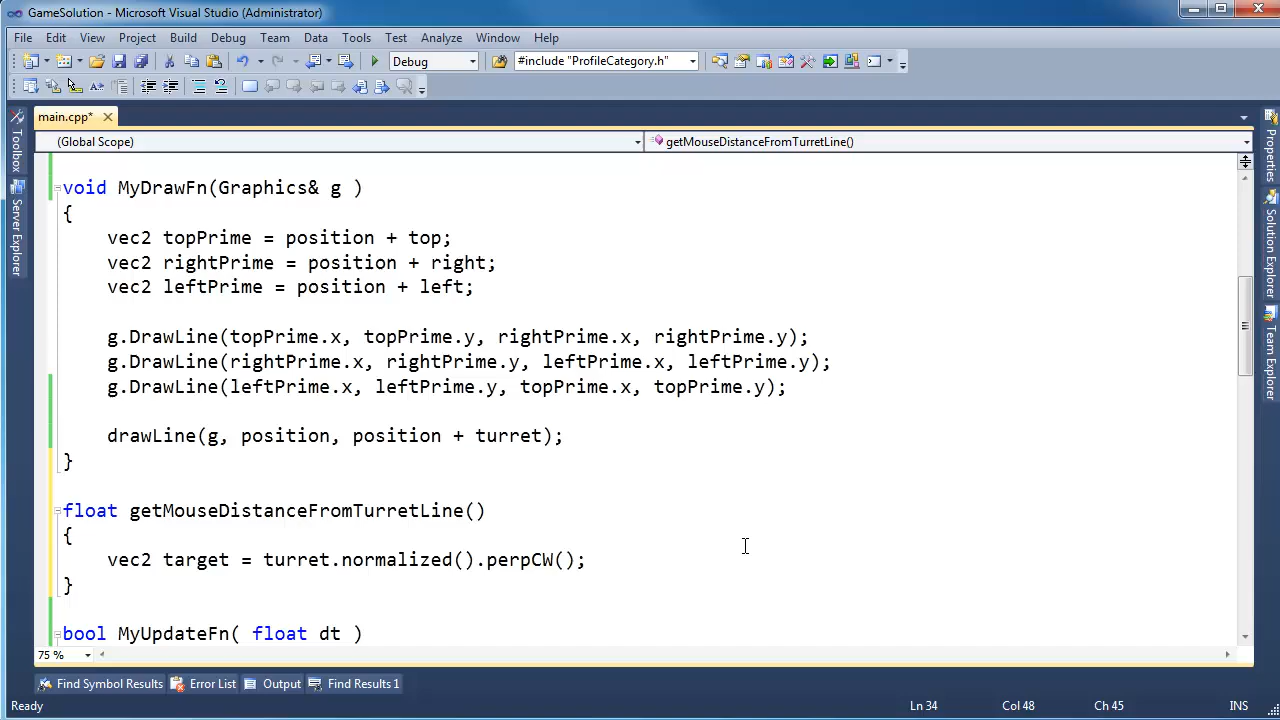 GameSolution - Microsoft Visual Studio (Administrator)
File Edit View Project Build Debug Team Data Tools Test Analyze Window Help
Debug #include "ProfileCategory.h"
main.cpp*
(Global Scope) getMouseDistanceFromTurretLine()
void MyDrawFn(Graphics& g )
{
vec2 topPrime = position + top;
vec2 rightPrime = position + right;
vec2 leftPrime = position + left;
g.DrawLine(topPrime.x, topPrime.y, rightPrime.x, rightPrime.y);
g.DrawLine(rightPrime.x, rightPrime.y, leftPrime.x, leftPrime.y);
g.DrawLine(leftPrime.x, leftPrime.y, topPrime.x, topPrime.y);
drawLine(g, position, position + turret);
}
float getMouseDistanceFromTurretLine()
{
vec2 target = turret.normalized().perpCW();
}
bool MyUpdateFn( float dt )
75 %
Toolbox
Server Explorer
Properties
Solution Explorer
Team Explorer
Find Symbol Results Error List Output Find Results 1
Ready Ln 34 Col 48 Ch 45 INS